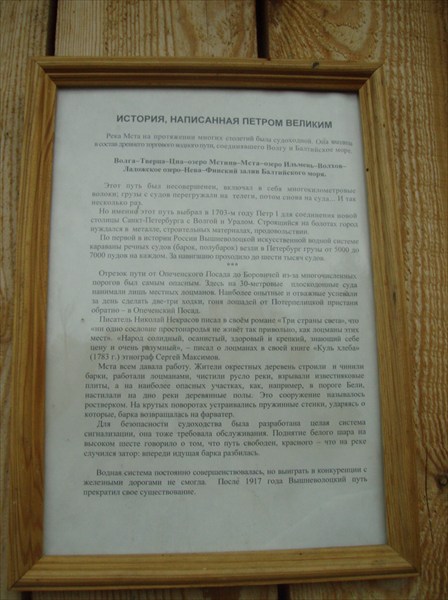 ИСТОРИЯ, НАПИСАННАЯ ПЕТРОМ ВЕЛИКИМ
Река Мста на протяжении многих столетий была судоходной. Она входила
в состав древнего торгового водного пути, соединявшего Волгу и Балтийское море.
Волга–Тверца–Цна–озеро Мстино–Мста–озеро Ильмень–Волхов–
Ладожское озеро–Нева–Финский залив Балтийского моря.
Этот путь был несовершенен, включал в себя многокилометровые
волоки: грузы с судов перегружали на телеги, потом снова на суда... И так
несколько раз.
Но именно этот путь выбрал в 1703-м году Петр I для соединения новой
столицы Санкт-Петербурга с Волгой и Уралом. Строящийся на болотах город
нуждался в металле, строительных материалах, продовольствии.
По первой в истории России Вышневолоцкой искусственной водной системе
караваны речных судов (барок, полубарок) везли в Петербург грузы от 5000 до
7000 пудов на каждом. За навигацию проходило до шести тысяч судов.
***
Отрезок пути от Опеченского Посада до Боровичей из-за многочисленных
порогов был самым опасным. Здесь на 30-метровые плоскодонные суда
нанимали лишь местных лоцманов. Наиболее опытные и отважные успевали
за день сделать две-три ходки, гоня лошадей от Потерпелицкой пристани
обратно – в Опеченский Посад.
Писатель Николай Некрасов писал в своём романе «Три страны света», что
«ни одно сословие простонародья не живёт так привольно, как лоцманы этих
мест». «Народ солидный, осанистый, здоровый и крепкий, знающий себе
цену и очень разумный», – писал о лоцманах в своей книге «Куль хлеба»
(1783 г.) этнограф Сергей Максимов.
Мста всем давала работу. Жители окрестных деревень строили и чинили
барки, работали лоцманами, чистили русло реки, взрывали известняковые
плиты, а на наиболее опасных участках, как, например, в пороге Бели,
настилали на дно реки деревянные полы. Это сооружение называлось
ростверком. На крутых поворотах устраивались пружинные стенки, ударяясь о
которые, барка возвращалась на фарватер.
Для безопасности судоходства была разработана целая система
сигнализации, она тоже требовала обслуживания. Поднятие белого шара на
высоком шесте говорило о том, что путь свободен, красного – что на реке
случился затор: впереди идущая барка разбилась.
Водная система постоянно совершенствовалась, но выиграть в конкуренции с
железными дорогами не смогла. После 1917 года Вышневолоцкий путь
прекратил свое существование.